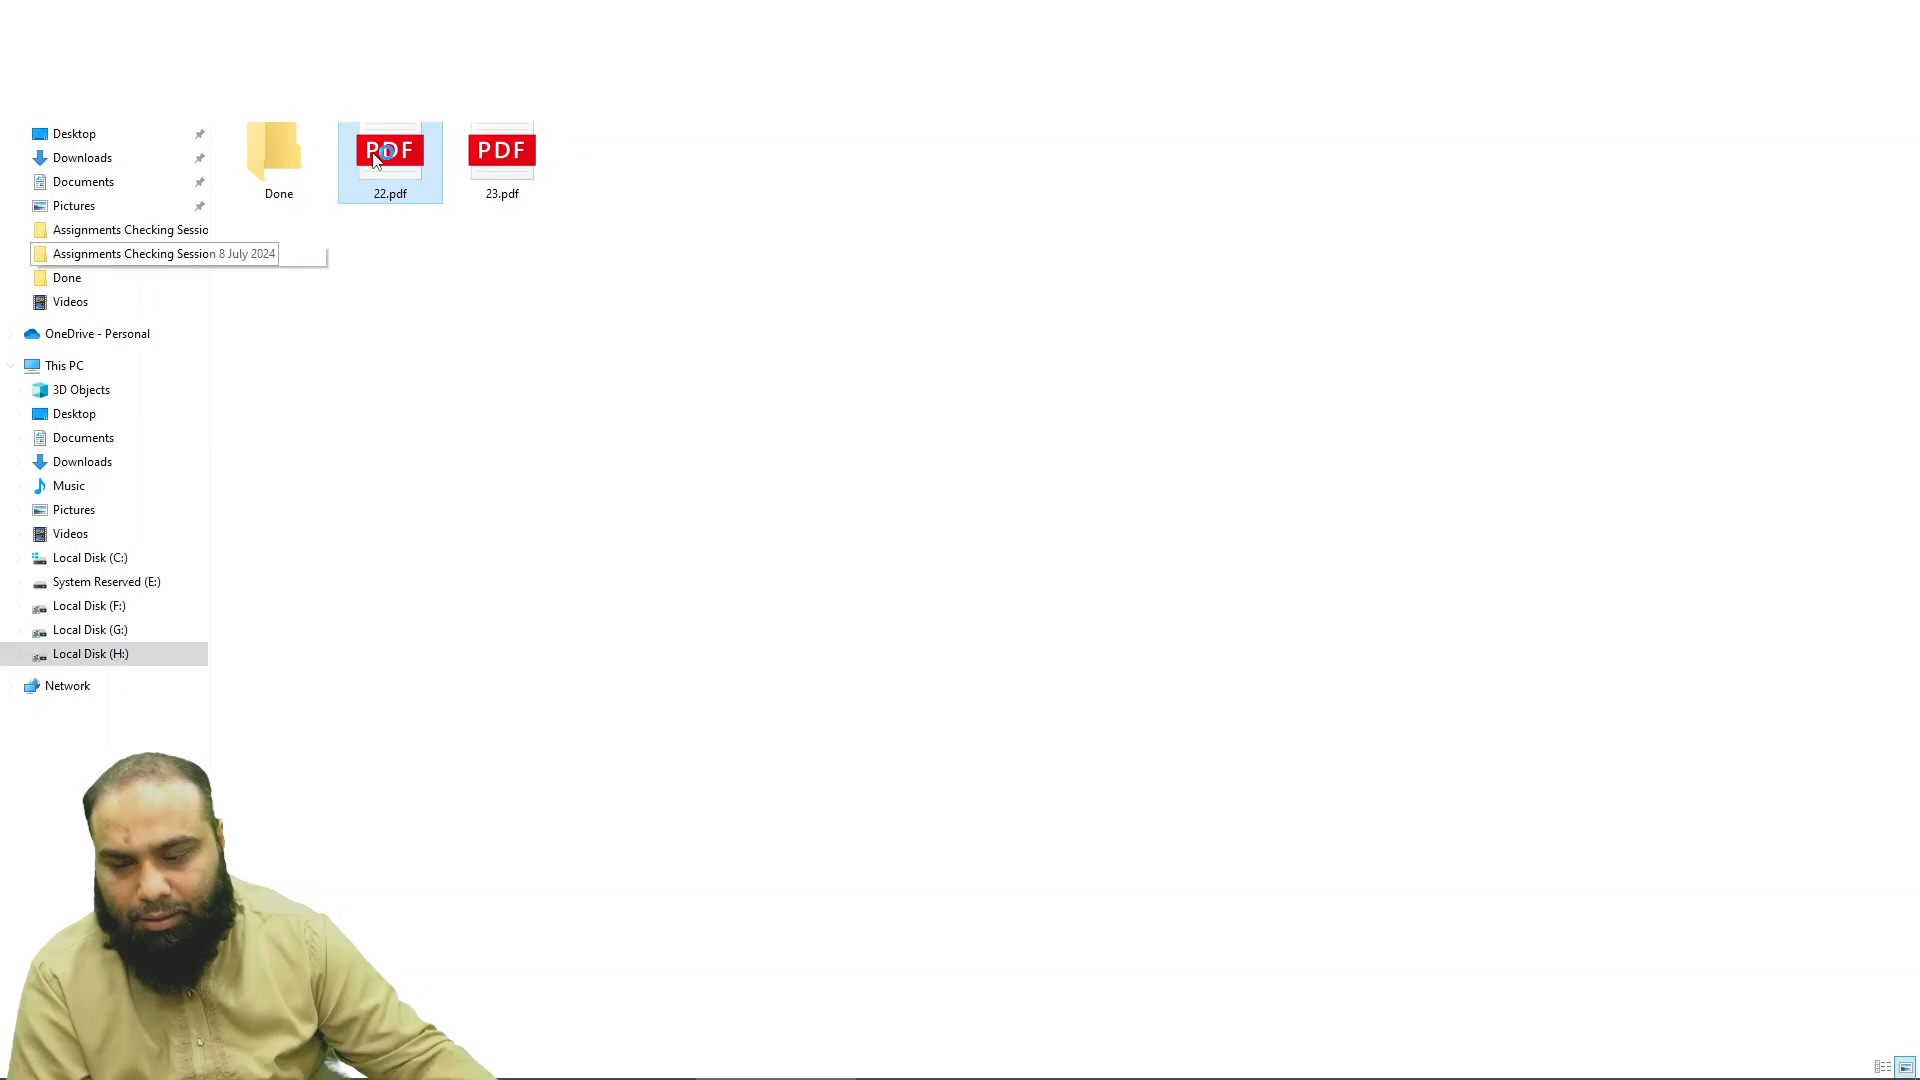 Desktop
Downloads
Documents
Pictures
Assignments Checking Sessio
Assignments Checking Session 8 July 2024
Done
Videos
OneDrive - Personal
This PC
3D Objects
Desktop
Documents
Downloads
Music
Pictures
Videos
Local Disk (C:)
System Reserved (E:)
Local Disk (F:)
Local Disk (G:)
Local Disk (H:)
Network
Done
PDF
22.pdf
PDF
23.pdf